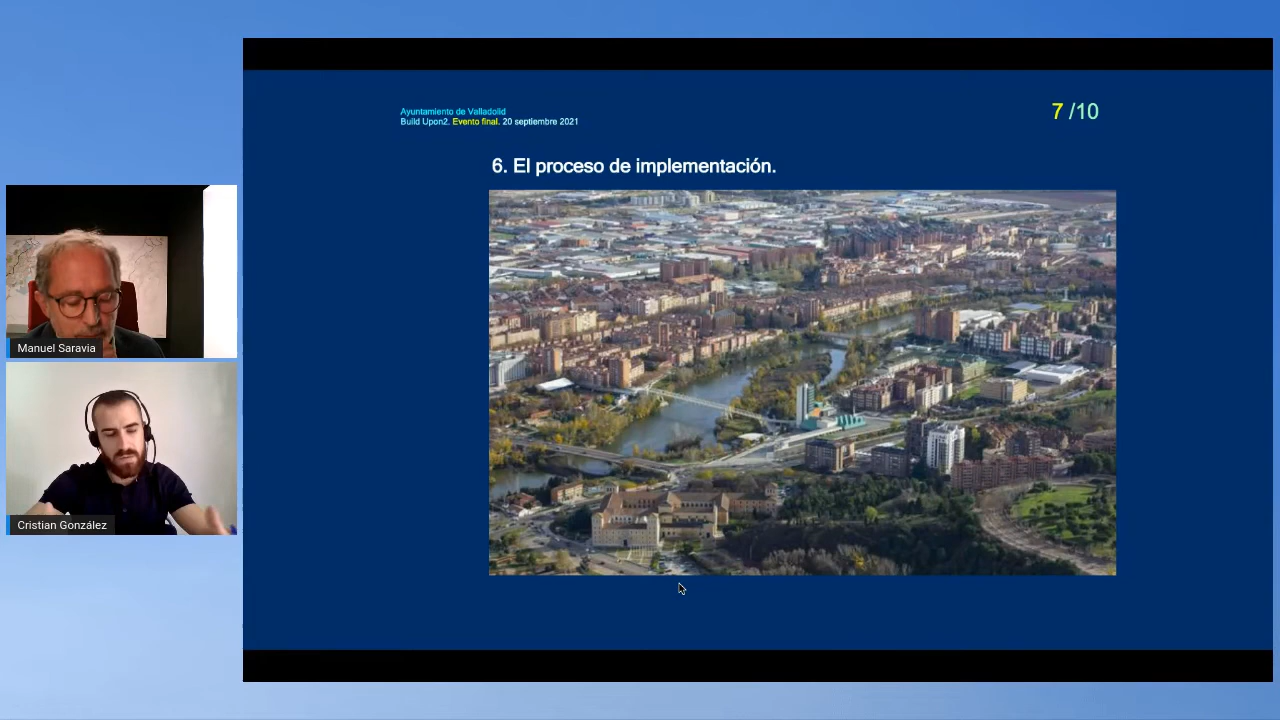 Ayuntamiento de Valladolid
Build Upon2. Evento final. 20 septiembre 2021
7 /10
6. El proceso de implementación.
Manuel Saravia
Cristian González